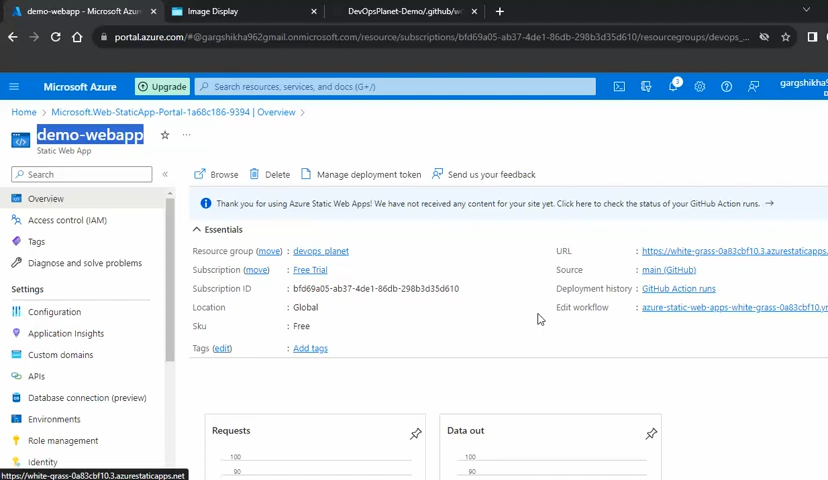 demo-webapp - Microsoft Azur
Image Display
DevOpsPlanet-Demo/.github/w
portal.azure.com/#@gargshikha962gmail.onmicrosoft.com/resource/subscriptions/bfd69a05-ab37-4de1-86db-298b3d35d610/resourcegroups/devops_...
Microsoft Azure
Upgrade
Search resources, services, and docs (G+/)
3
gargshikha9
Home > Microsoft.Web-StaticApp-Portal-1a68c186-9394 | Overview >
demo-webapp
Static Web App
Search
Browse
Delete
Manage deployment token
Send us your feedback
Overview
Access control (IAM)
Tags
Diagnose and solve problems
Settings
Configuration
Application Insights
Custom domains
APIs
Database connection (preview)
Environments
Role management
Identity
Thank you for using Azure Static Web Apps! We have not received any content for your site yet. Click here to check the status of your GitHub Action runs.
Essentials
Resource group (move) : devops_planet
Subscription (move) : Free Trial
Subscription ID : bfd69a05-ab37-4de1-86db-298b3d35d610
Location : Global
Sku : Free
Tags (edit) : Add tags
URL : https://white-grass-0a83cbf10.3.azurestaticapps.
Source : main (GitHub)
Deployment history : GitHub Action runs
Edit workflow : azure-static-web-apps-white-grass-0a83cbf10.y
Requests
100
90
Data out
100
90
https://white-grass-0a83cbf10.3.azurestaticapps.net